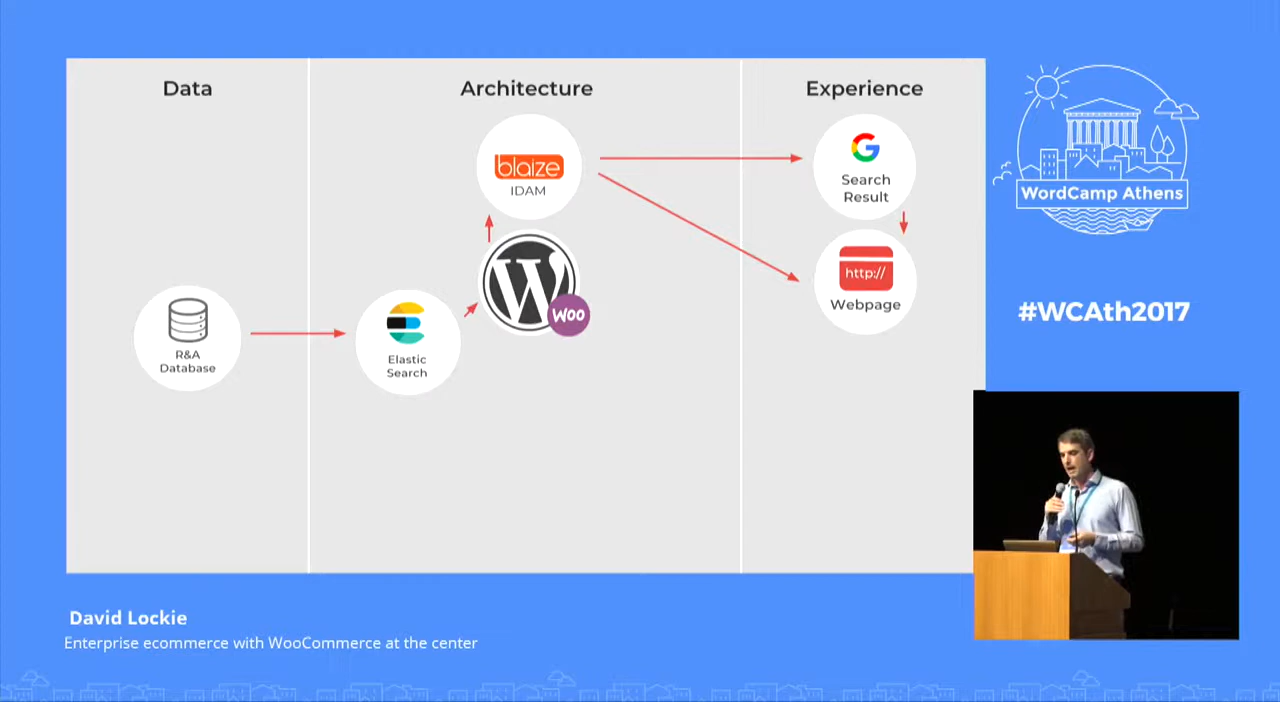 Data
Architecture
Experience
blaize
IDAM
Search
Result
WordCamp Athens
http://
Webpage
Woo
R&A
Database
Elastic
Search
#WCAth2017
David Lockie
Enterprise ecommerce with WooCommerce at the center